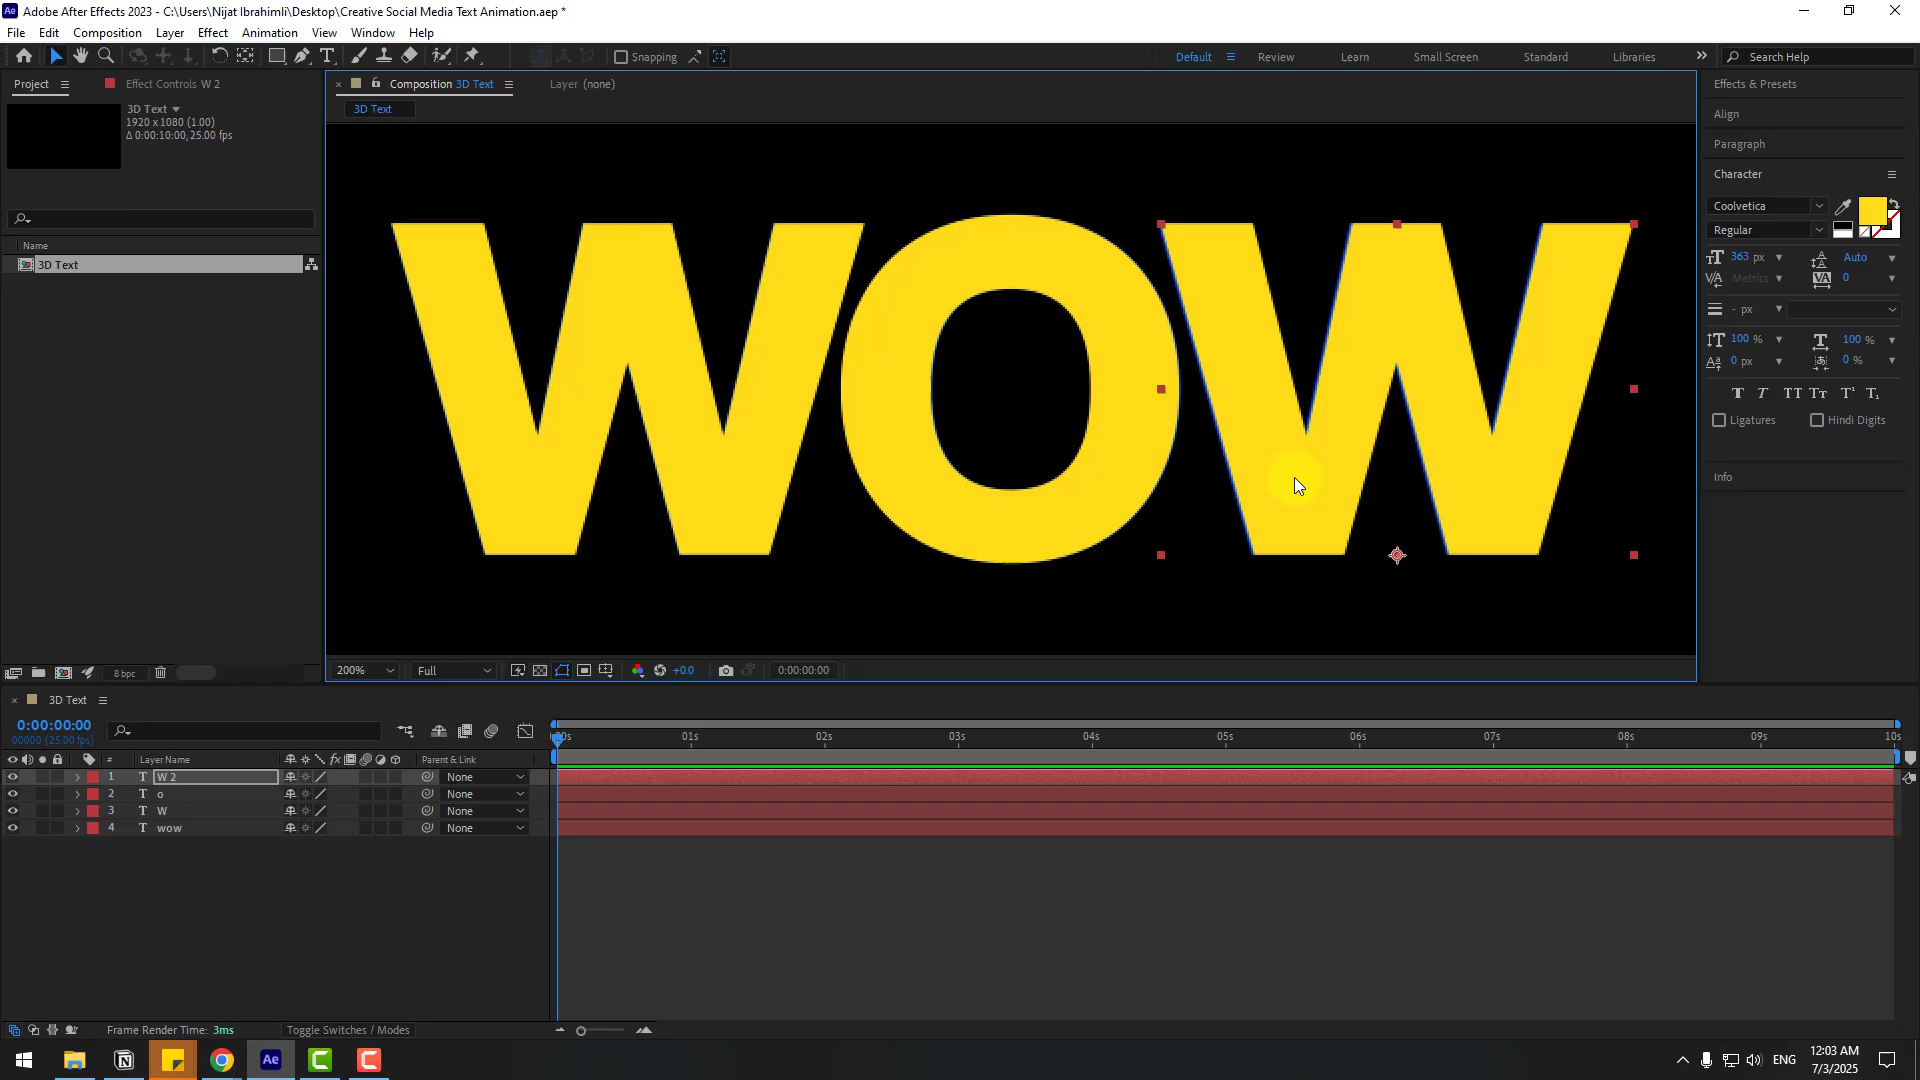 Adobe After Effects 2023 - C:\Users\Nijat Ibrahimli\Desktop\Creative Social Media Text Animation.aep *
File Edit Composition Layer Effect Animation View Window Help
Snapping
Default Review Learn Small Screen Standard Libraries
Search Help
Project
Effect Controls W 2
3D Text
1920 x 1080 (1.00)
Δ 0:00:10:00, 25.00 fps
Name
3D Text
8 bpc
Composition 3D Text
Layer (none)
3D Text
WOW
200% Full +0.0 0:00:00:00
Effects & Presets
Align
Paragraph
Character
Coolvetica
Regular
363 px Auto
Metrics 0
- px
100 % 100 %
0 px 0 %
Ligatures Hindi Digits
Info
3D Text
0:00:00:00
00000 (25.00 fps)
:00s 01s 02s 03s 04s 05s 06s 07s 08s 09s 10s
# Layer Name Parent & Link
1 T W 2 None
2 T o None
3 T W None
4 T wow None
Frame Render Time: 3ms Toggle Switches / Modes
ENG
12:03 AM
7/3/2025